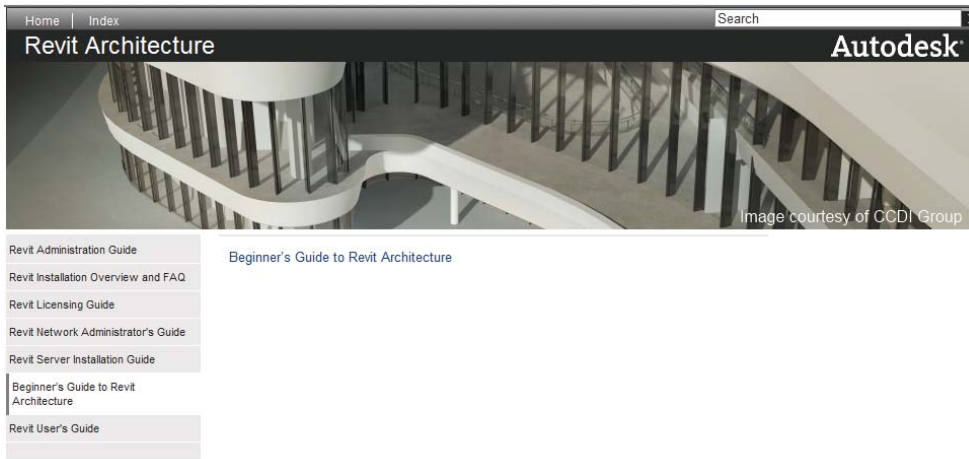 Home | Index
Search
Revit Architecture
Autodesk
Image courtesy of CCDI Group
Revit Administration Guide
Revit Installation Overview and FAQ
Revit Licensing Guide
Revit Network Administrator's Guide
Revit Server Installation Guide
Beginner's Guide to Revit
Architecture
Revit User's Guide
Beginner's Guide to Revit Architecture